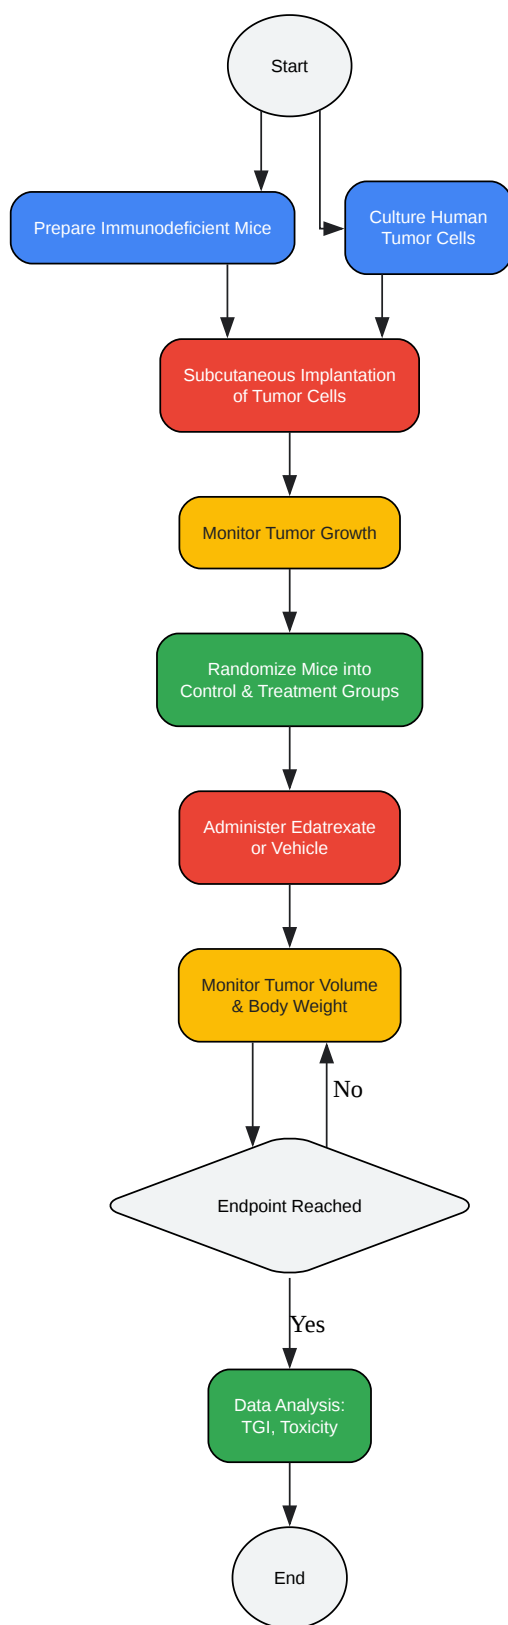 Start
Prepare Immunodeficient Mice
Culture Human
Tumor Cells
Subcutaneous Implantation
of Tumor Cells
Monitor Tumor Growth
Randomize Mice into
Control & Treatment Groups
Administer Edatrexate
or Vehicle
Monitor Tumor Volume
& Body Weight
No
Endpoint Reached
Yes
Data Analysis:
TGI, Toxicity
End